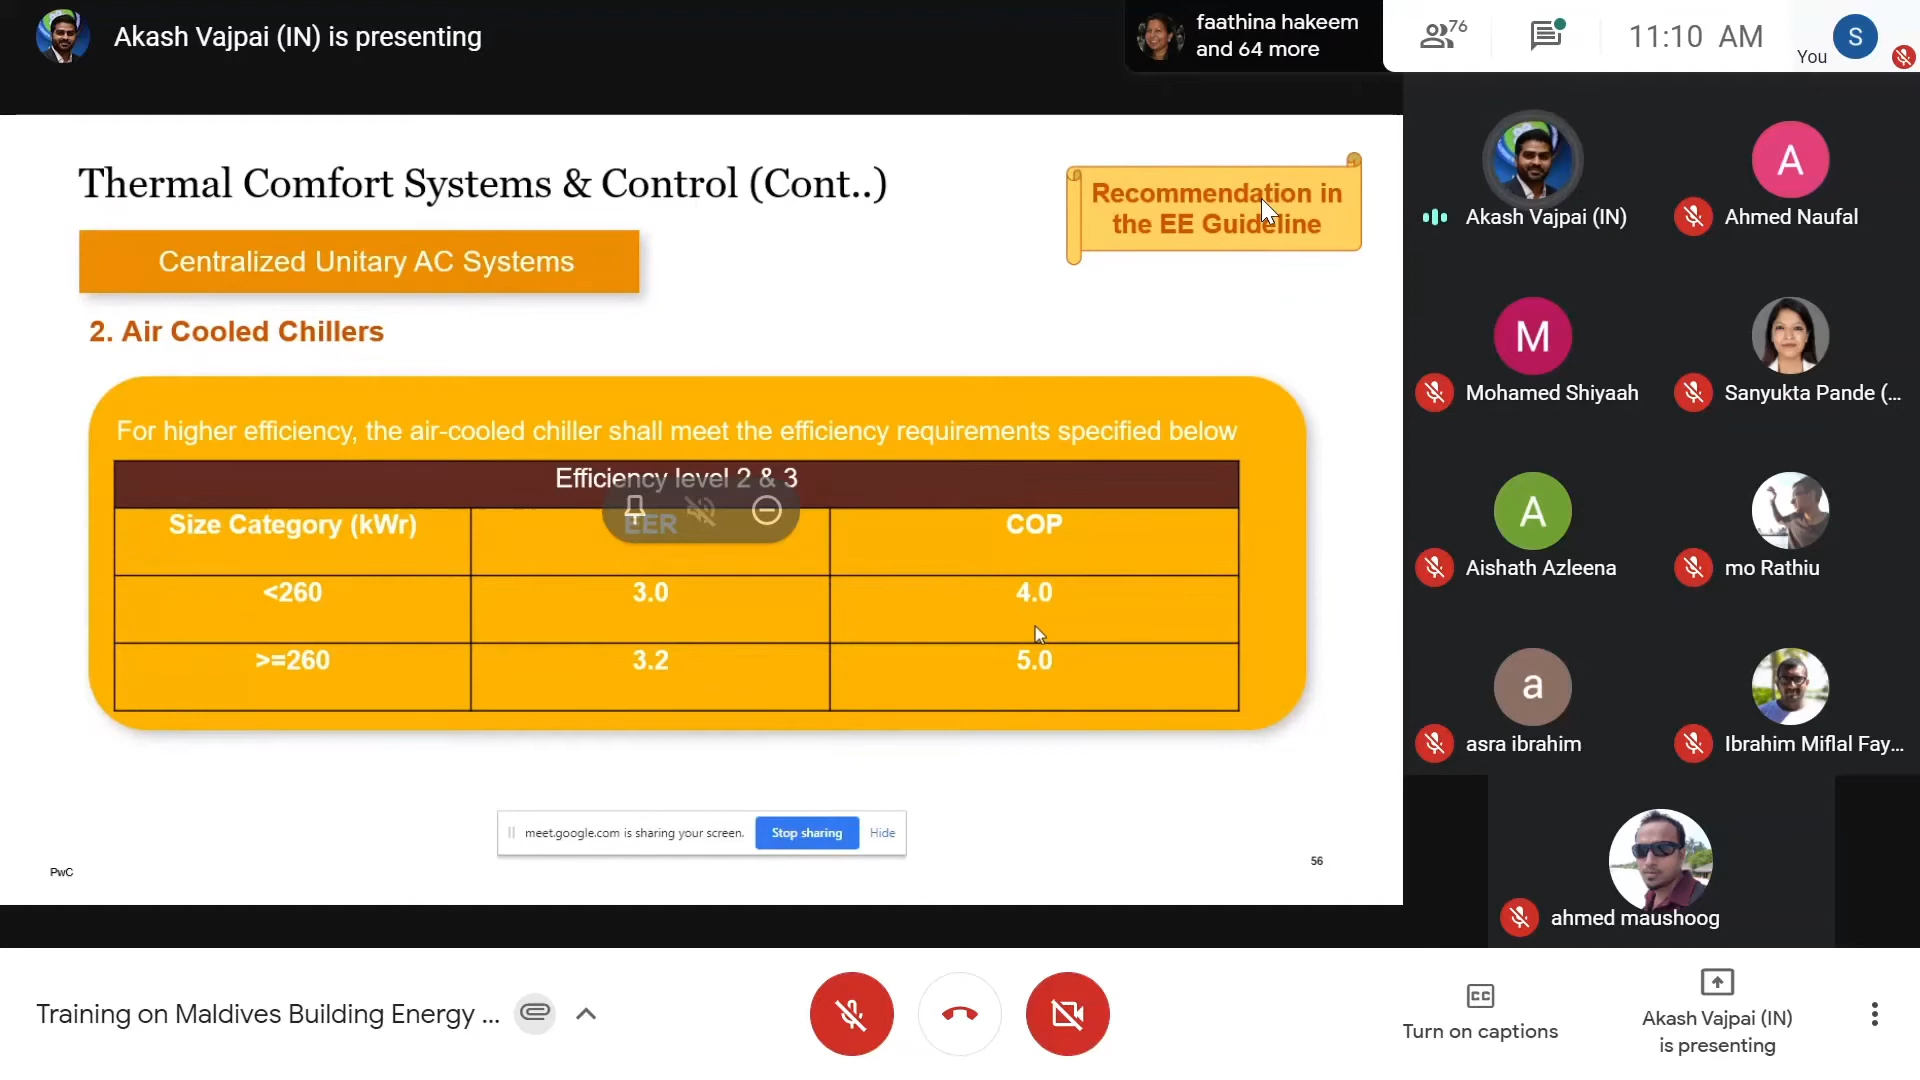 Akash Vajpai (IN) is presenting
faathina hakeem
and 64 more
76
11:10 AM
You
S
Thermal Comfort Systems & Control (Cont..)
Recommendation in
the EE Guideline
Centralized Unitary AC Systems
2. Air Cooled Chillers
For higher efficiency, the air-cooled chiller shall meet the efficiency requirements specified below
Efficiency level 2 & 3
Size Category (kWr) EER COP
<260 3.0 4.0
>=260 3.2 5.0
meet.google.com is sharing your screen. Stop sharing Hide
PwC
56
Akash Vajpai (IN)
A
Ahmed Naufal
M
Mohamed Shiyaah
Sanyukta Pande (...
A
Aishath Azleena
mo Rathiu
a
asra ibrahim
Ibrahim Miflal Fay...
ahmed maushoog
Training on Maldives Building Energy ...
CC
Turn on captions
Akash Vajpai (IN)
is presenting